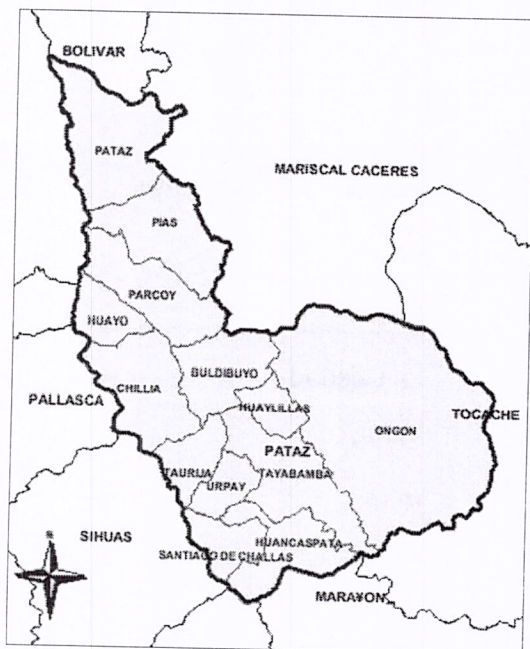 BOLIVAR
PATAZ
MARISCAL CACERES
PIAS
PARCOY
HUAYO
BULDIBUYO
CHILLIA
PALLASCA
HUAYLILLAS
TOCACHE
ONGON
PATAZ
TAURIJA
TAYABAMBA
URPAY
SIHUAS
HUANCASPATA
SANTIAGO DE CHALLAS
MARAÑON